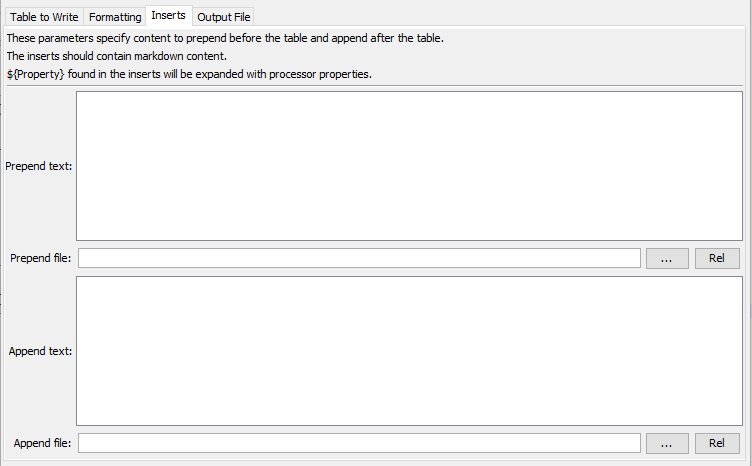 Table to Write Formatting Inserts Output File
These parameters specify content to prepend before the table and append after the table.
The inserts should contain markdown content.
${Property} found in the inserts will be expanded with processor properties.
Prepend text:
Prepend file: ... Rel
Append text:
Append file: ... Rel